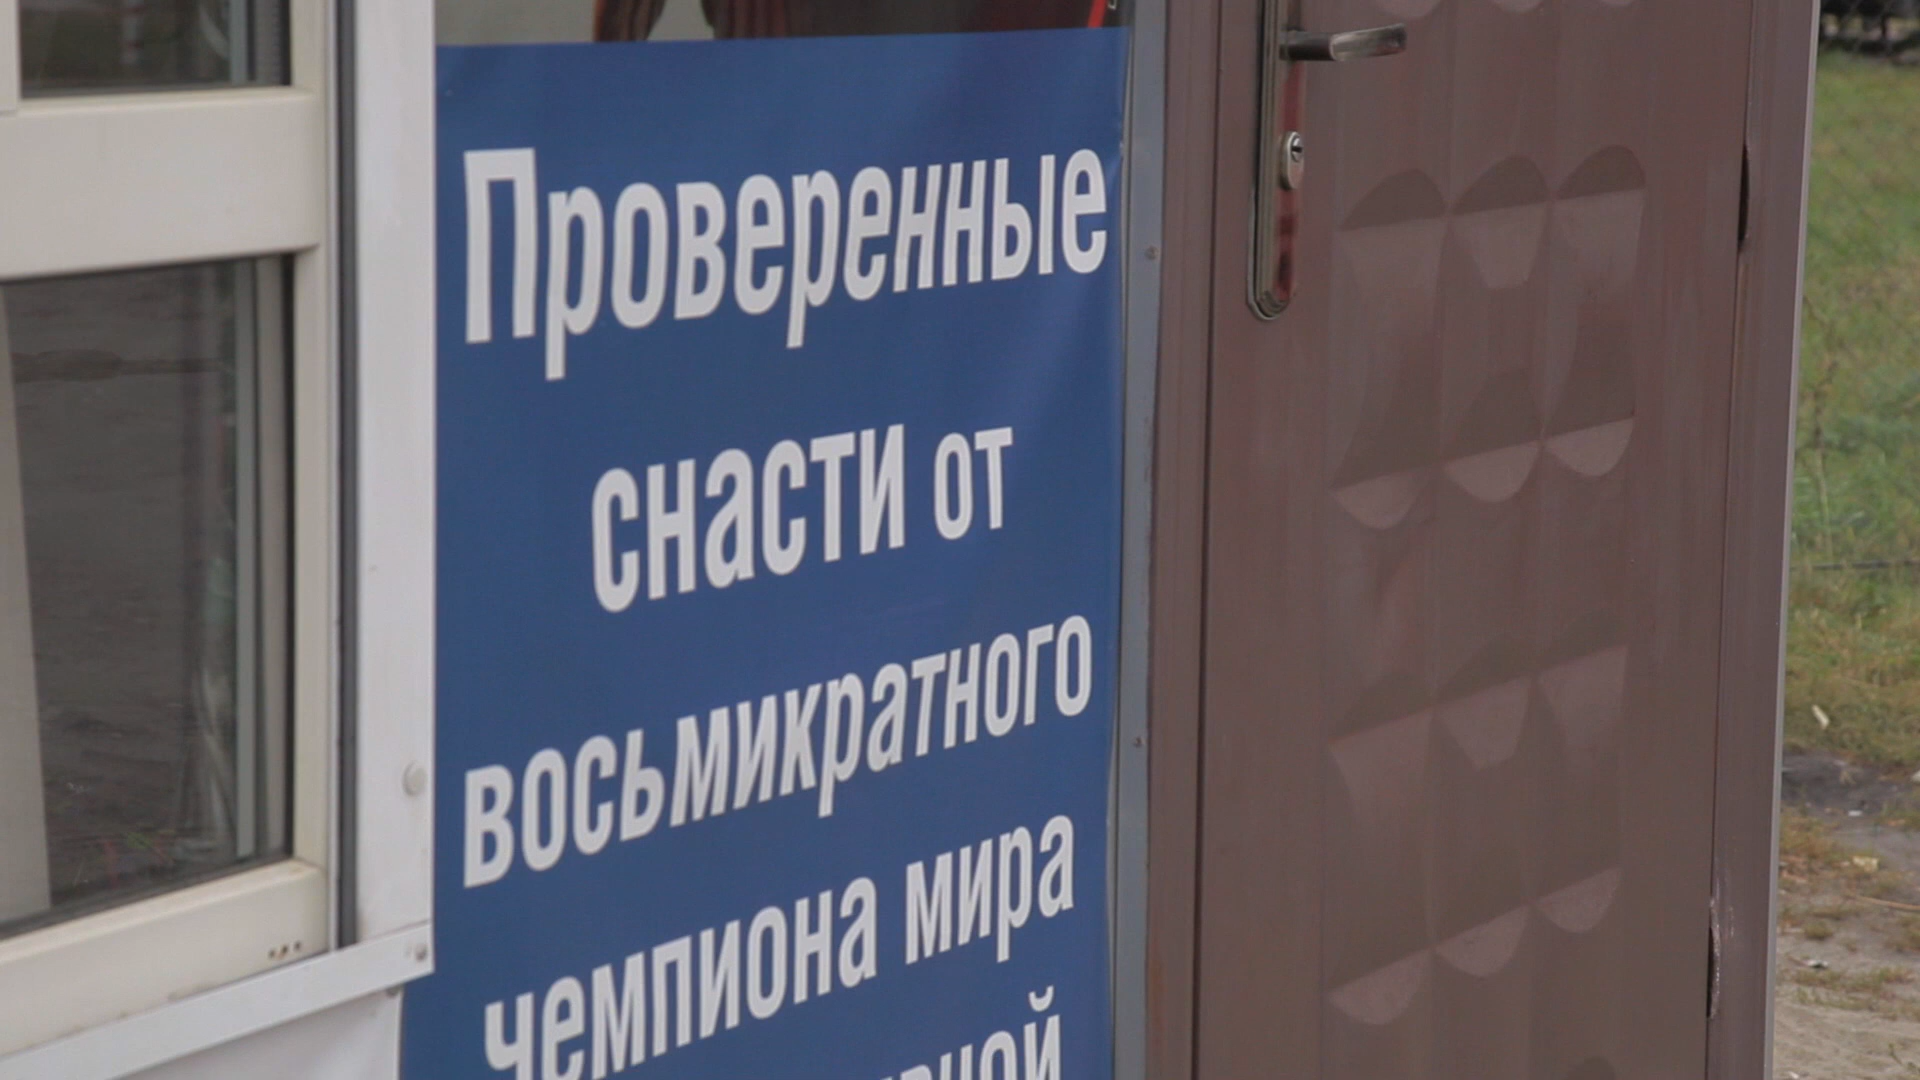 Проверенные
снасти от
восьмикратного
чемпиона мира